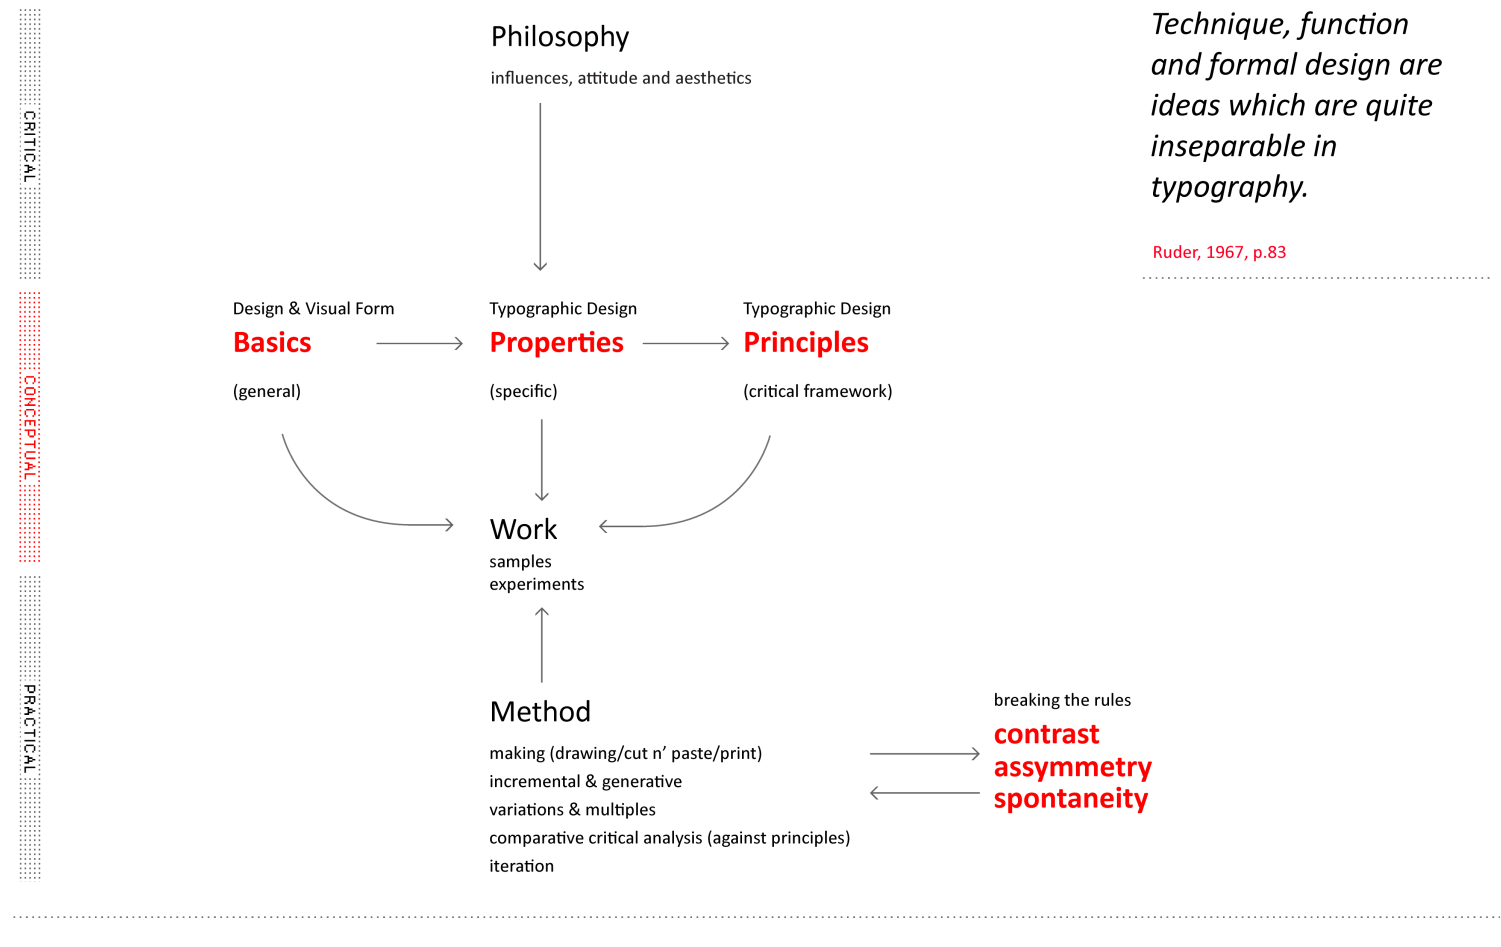 Philosophy
influences, attitude and aesthetics
Technique, function
and formal design are
ideas which are quite
inseparable in
typography.
Ruder, 1967, p.83
CRITICAL
Design & Visual Form
Basics
(general)
Typographic Design
Properties
(specific)
Typographic Design
Principles
(critical framework)
CONCEPTUAL
Work
samples
experiments
PRACTICAL
Method
making (drawing/cut n’ paste/print)
incremental & generative
variations & multiples
comparative critical analysis (against principles)
iteration
breaking the rules
contrast
assymmetry
spontaneity